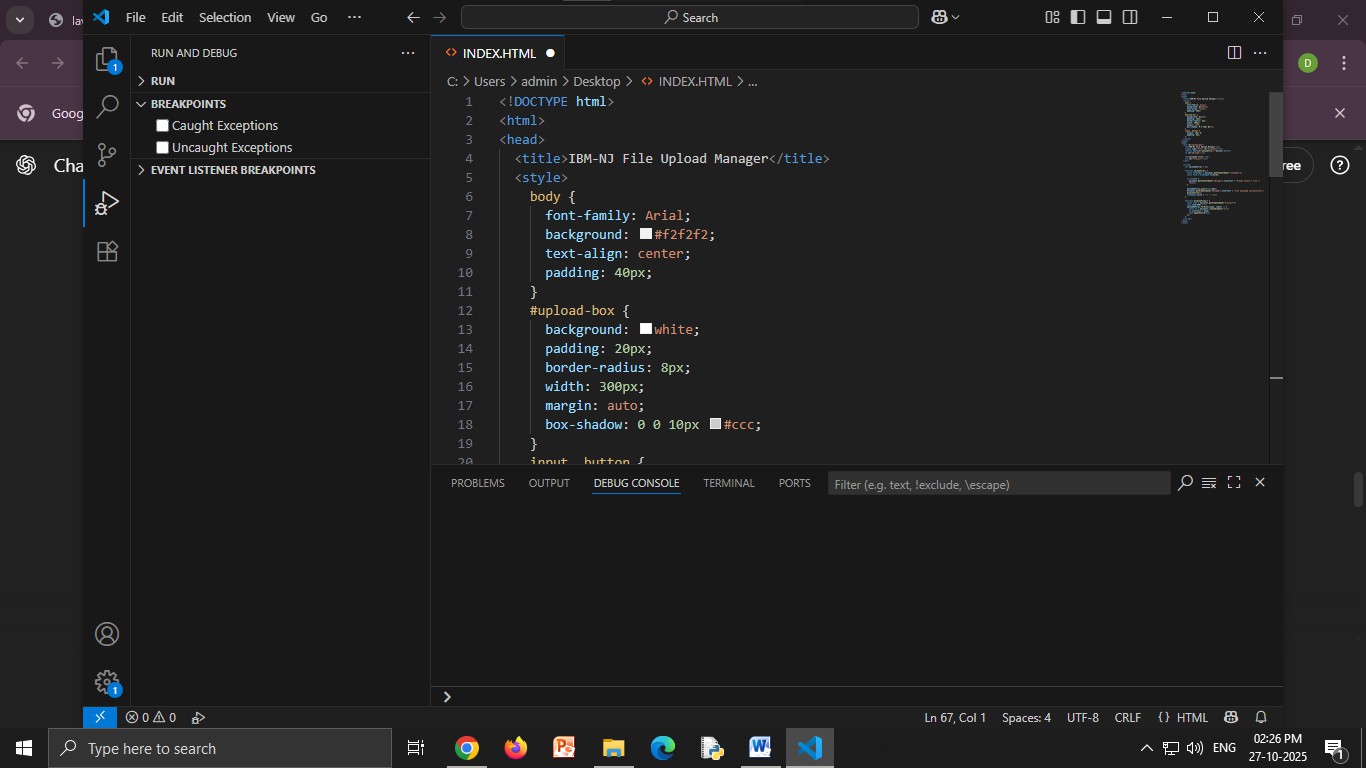 File Edit Selection View Go ··· Search
la
Goog
Cha
ree
D
1
RUN AND DEBUG ···
RUN
BREAKPOINTS
Caught Exceptions
Uncaught Exceptions
EVENT LISTENER BREAKPOINTS
INDEX.HTML
C: > Users > admin > Desktop > INDEX.HTML > ...
1 <!DOCTYPE html>
2 <html>
3 <head>
4 <title>IBM-NJ File Upload Manager</title>
5 <style>
6 body {
7 font-family: Arial;
8 background: #f2f2f2;
9 text-align: center;
10 padding: 40px;
11 }
12 #upload-box {
13 background: white;
14 padding: 20px;
15 border-radius: 8px;
16 width: 300px;
17 margin: auto;
18 box-shadow: 0 0 10px #ccc;
19 }
20 input, button {
PROBLEMS OUTPUT DEBUG CONSOLE TERMINAL PORTS Filter (e.g. text, !exclude, \escape)
1
0 0 Ln 67, Col 1 Spaces: 4 UTF-8 CRLF {} HTML
Type here to search
ENG 02:26 PM
27-10-2025
1